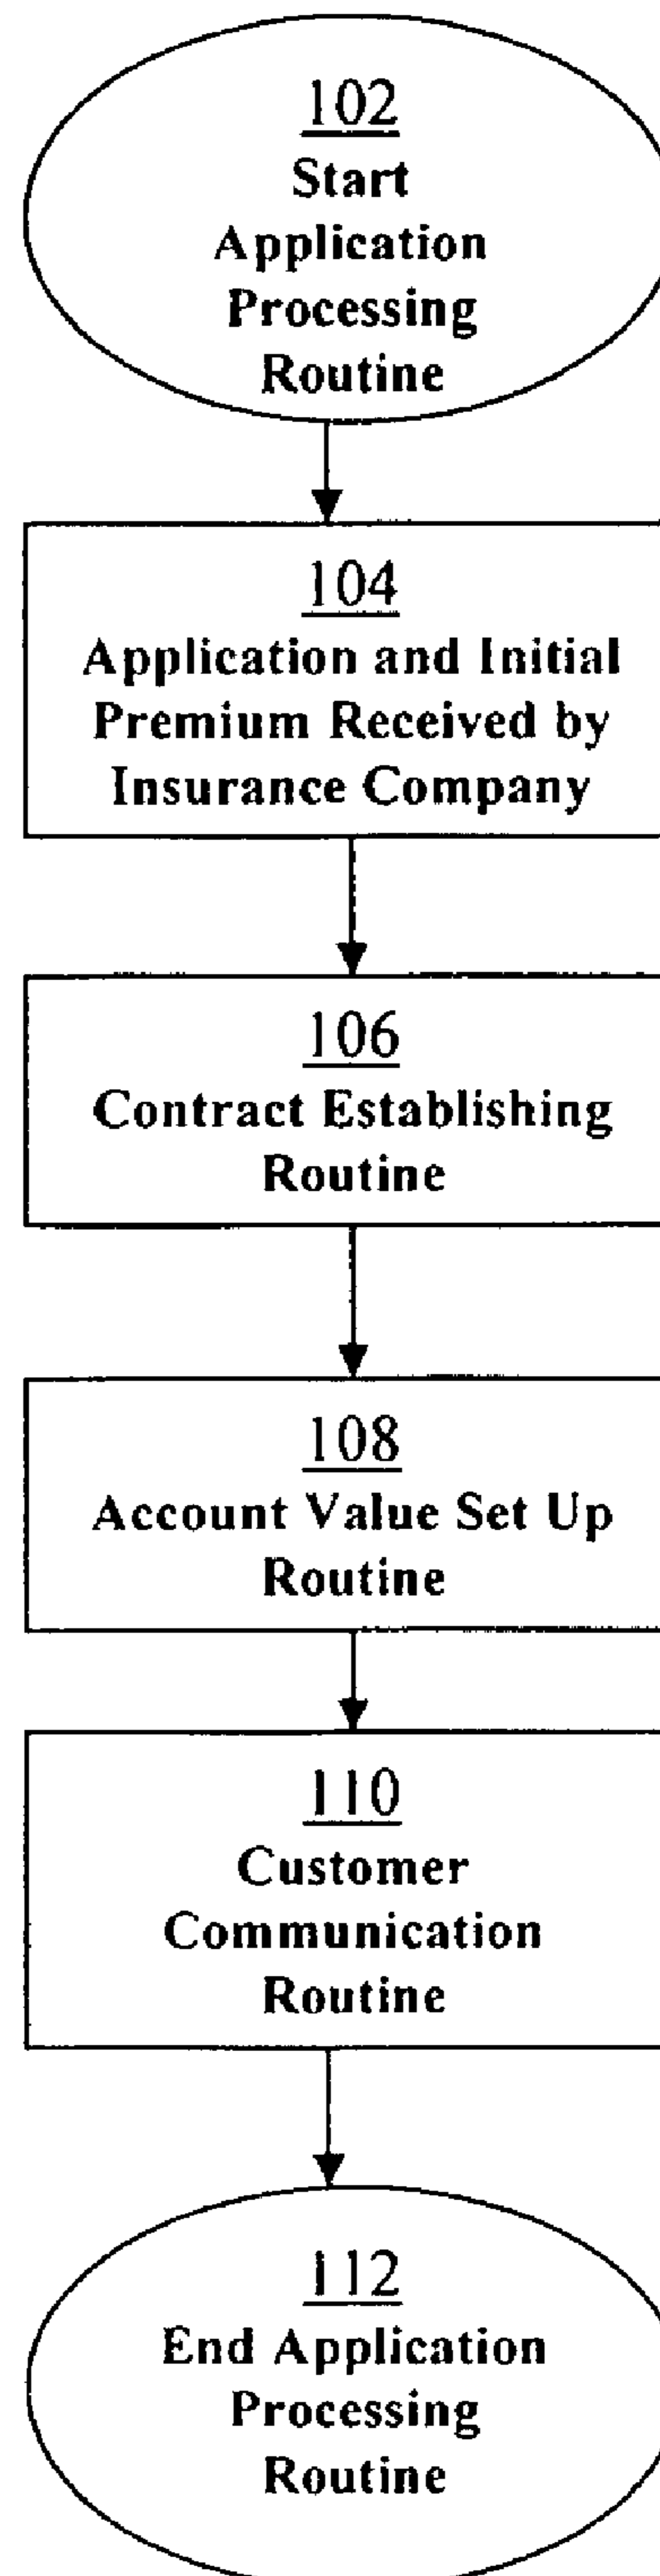 102
Start
Application
Processing
Routine
104
Application and Initial
Premium Received by
Insurance Company
106
Contract Establishing
Routine
108
Account Value Set Up
Routine
110
Customer
Communication
Routine
112
End Application
Processing
Routine